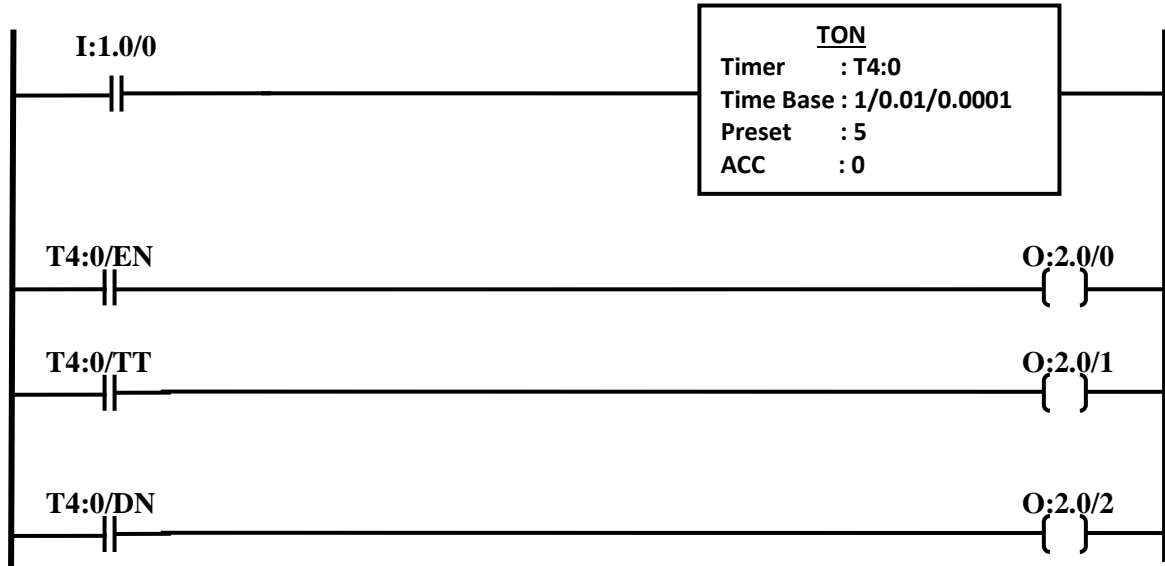 I:1.0/0
TON
Timer : T4:0
Time Base : 1/0.01/0.0001
Preset : 5
ACC : 0
T4:0/EN O:2.0/0
T4:0/TT O:2.0/1
T4:0/DN O:2.0/2